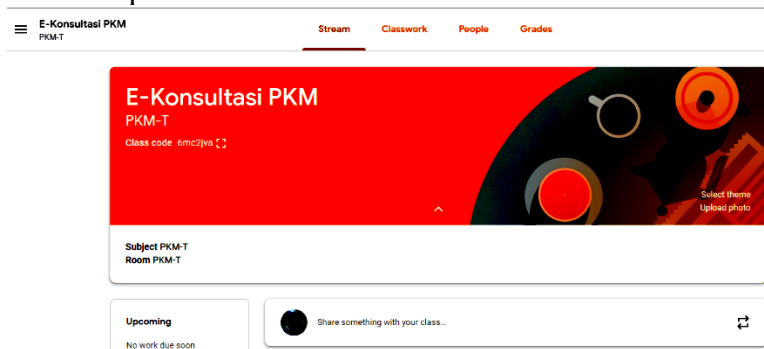 E-Konsultasi PKM
PKM-T
Stream Classwork People Grades
E-Konsultasi PKM
PKM-T
Class code 6mc2jva
Select theme
Upload photo
Subject PKM-T
Room PKM-T
Upcoming
No work due soon
Share something with your class...